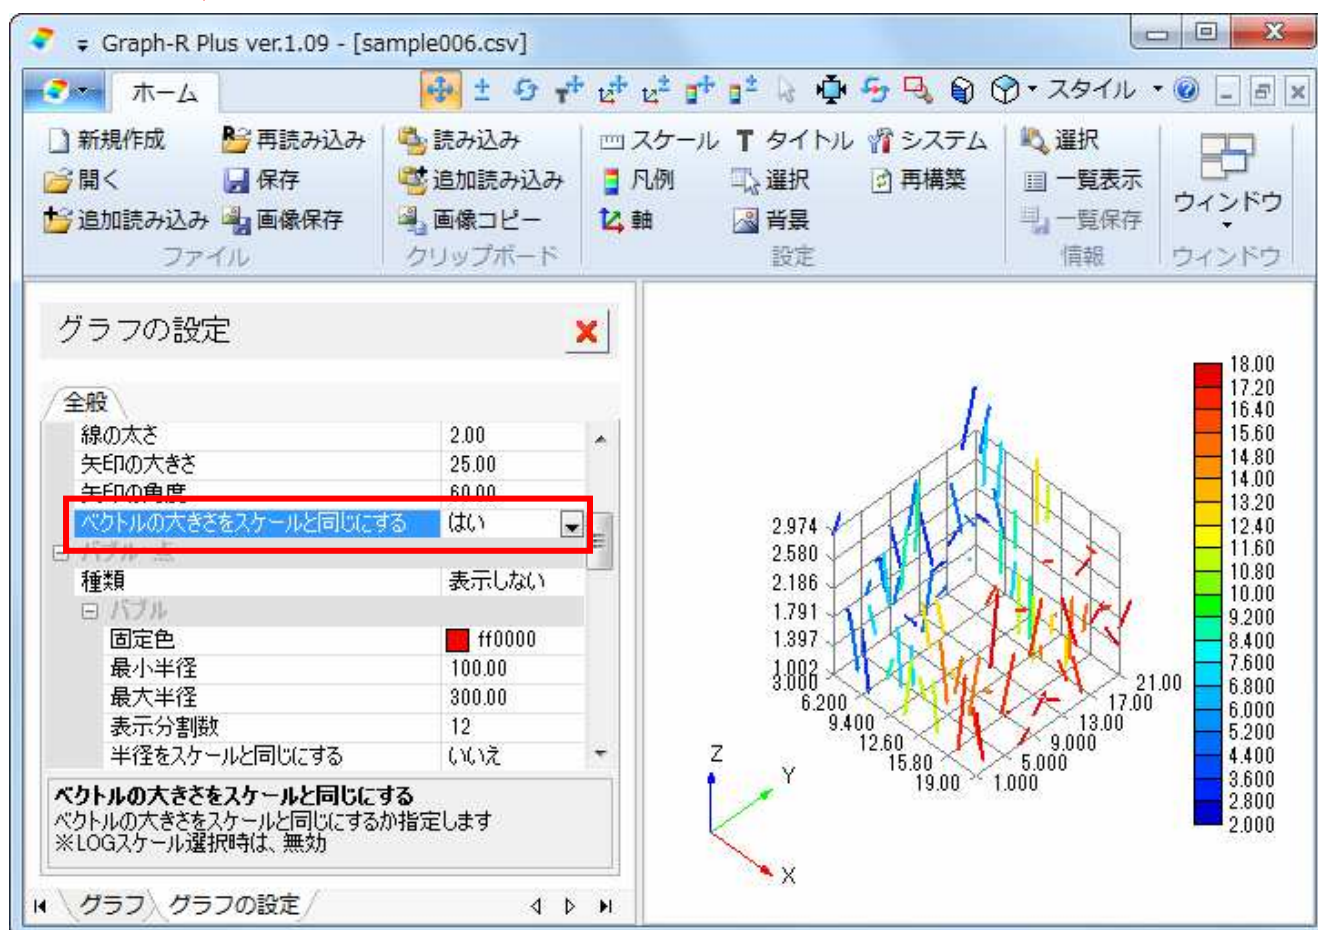 Graph-R Plus ver.1.09 - [sample006.csv]
ホーム
スタイル
新規作成 再読み込み 読み込み スケール T タイトル システム 選択
開く 保存 追加読み込み 凡例 選択 再構築 一覧表示
追加読み込み 画像保存 画像コピー 軸 背景 一覧保存 ウィンドウ
ファイル クリップボード 設定 情報 ウィンドウ
グラフの設定
全般
線の太さ 2.00
矢印の大きさ 25.00
矢印の角度 60.00
ベクトルの大きさをスケールと同じにする はい
バブル・点
種類 表示しない
バブル
固定色 ff0000
最小半径 100.00
最大半径 300.00
表示分割数 12
半径をスケールと同じにする いいえ
ベクトルの大きさをスケールと同じにする
ベクトルの大きさをスケールと同じにするか指定します
※LOGスケール選択時は、無効
グラフ グラフの設定
2.974
2.580
2.186
1.791
1.397
1.002
3.000
6.200
9.400
12.60
15.80
19.00
1.000
5.000
9.000
13.00
17.00
21.00
Z
Y
X
18.00
17.20
16.40
15.60
14.80
14.00
13.20
12.40
11.60
10.80
10.00
9.200
8.400
7.600
6.800
6.000
5.200
4.400
3.600
2.800
2.000